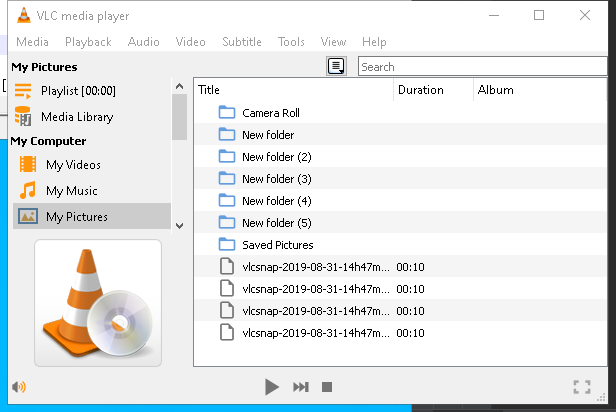 VLC media player
Media Playback Audio Video Subtitle Tools View Help
My Pictures
Search
Playlist [00:00]
Media Library
My Computer
My Videos
My Music
My Pictures
Title Duration Album
Camera Roll
New folder
New folder (2)
New folder (3)
New folder (4)
New folder (5)
Saved Pictures
vlcsnap-2019-08-31-14h47m... 00:10
vlcsnap-2019-08-31-14h47m... 00:10
vlcsnap-2019-08-31-14h47m... 00:10
vlcsnap-2019-08-31-14h47m... 00:10